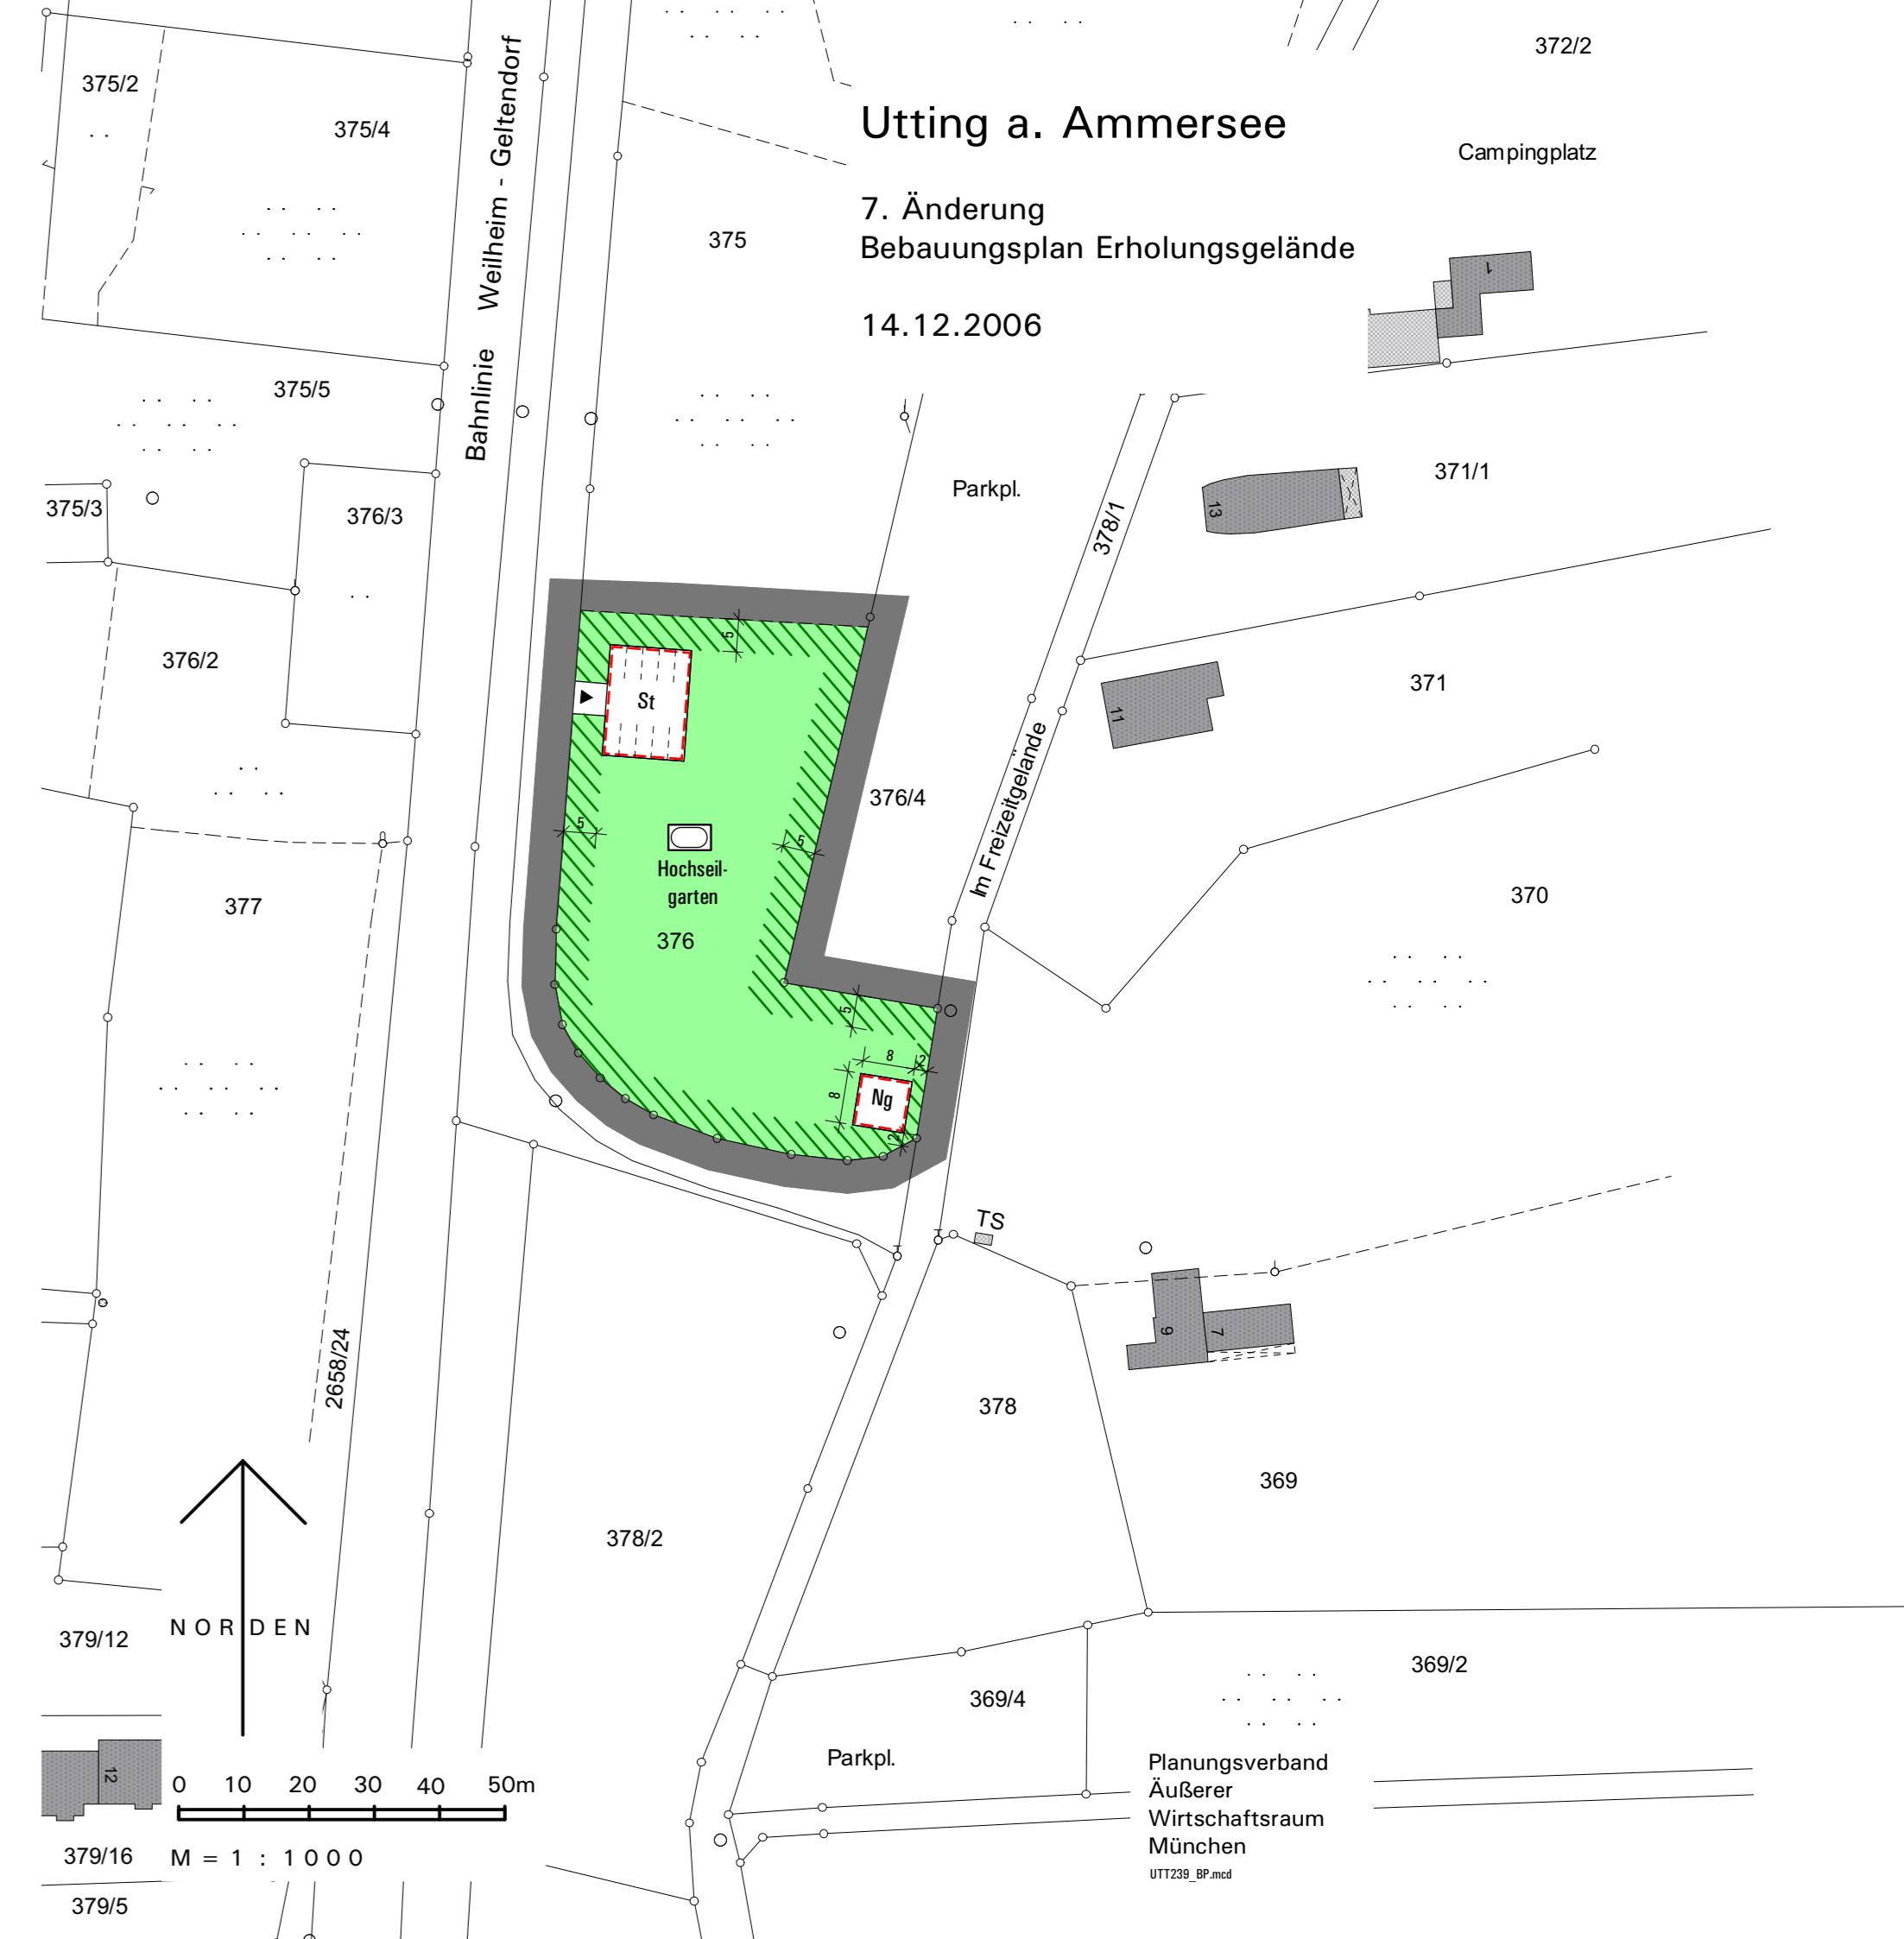 372/2
375/2
375/4
Utting a. Ammersee
Campingplatz
7. Änderung
Bebauungsplan Erholungsgelände
14.12.2006
375
Bahnlinie Weilheim - Geltendorf
1
375/5
375/3
376/3
Parkpl.
371/1
13
378/1
5
376/2
St
371
11
Im Freizeitgelände
376/4
5
5
Hochseil-
garten
376
377
370
5
8
2
8
Ng
2
TS
2658/24
9
7
378
369
378/2
NORDEN
379/12
369/2
369/4
Parkpl.
12
0 10 20 30 40 50m
M = 1 : 1000
379/16
379/5
Planungsverband
Äußerer
Wirtschaftsraum
München
UTT239_BP.mcd